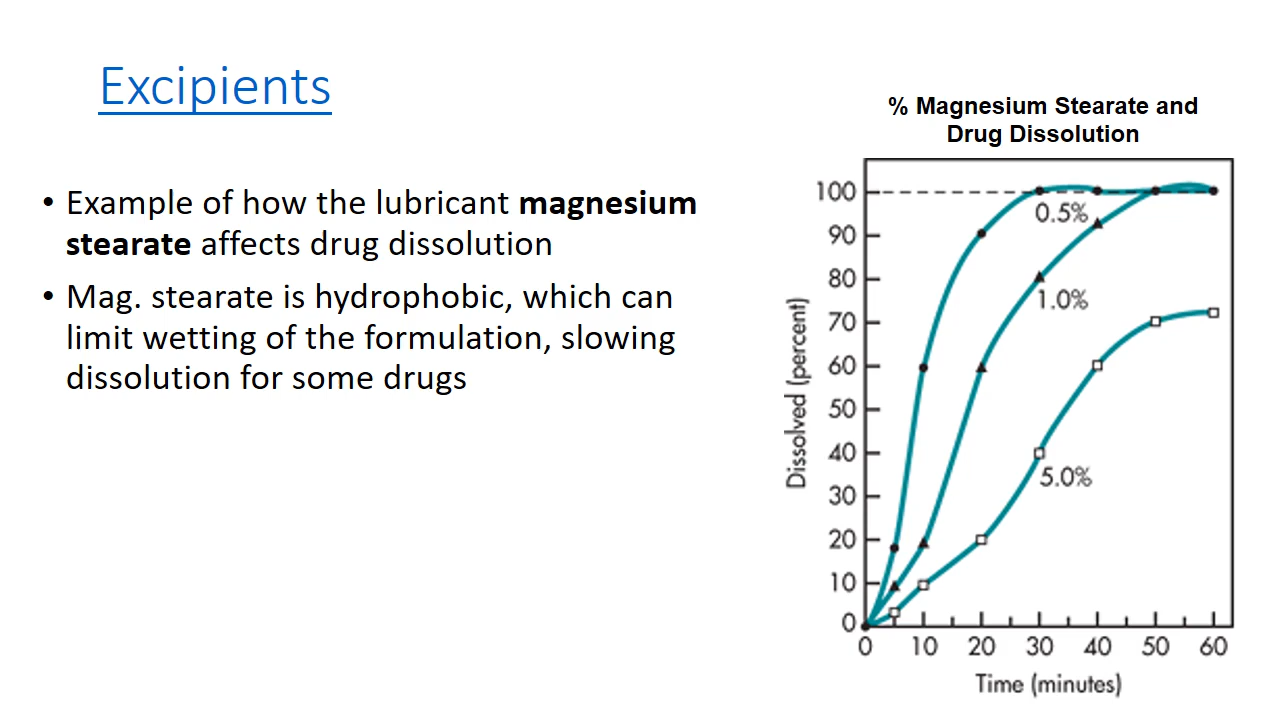 Excipients
• Example of how the lubricant magnesium
stearate affects drug dissolution
• Mag. stearate is hydrophobic, which can
limit wetting of the formulation, slowing
dissolution for some drugs
% Magnesium Stearate and
Drug Dissolution
Dissolved (percent)
100
90
80
70
60
50
40
30
20
10
0
0.5%
1.0%
5.0%
0 10 20 30 40 50 60
Time (minutes)